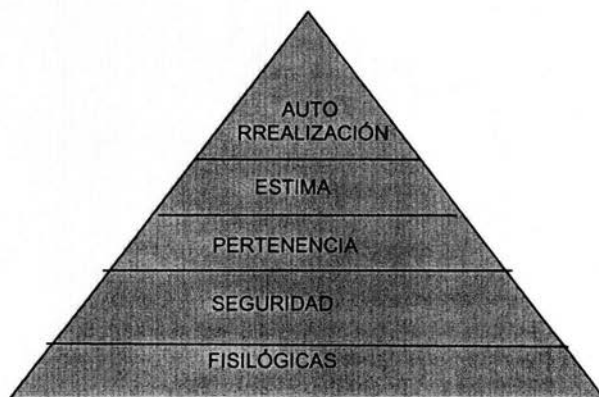 AUTO
RREALIZACIÓN
ESTIMA
PERTENENCIA
SEGURIDAD
FISILÓGICAS